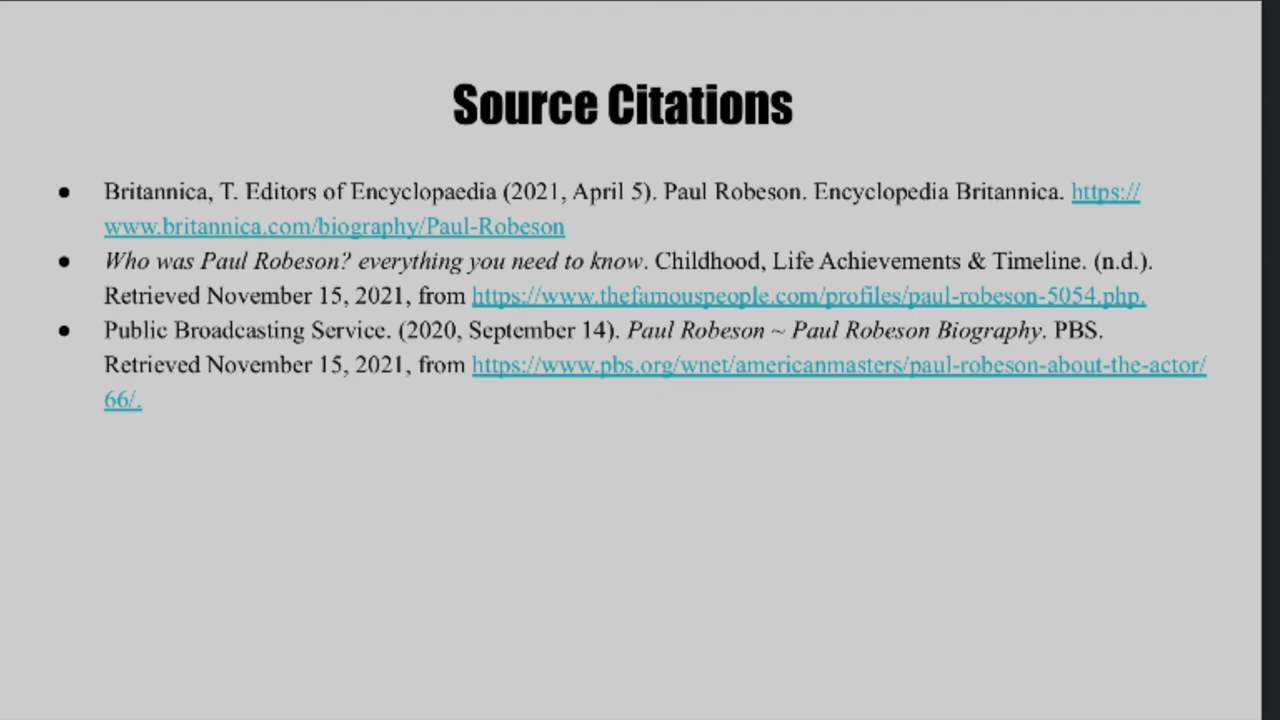 Source Citations
● Britannica, T. Editors of Encyclopaedia (2021, April 5). Paul Robeson. Encyclopedia Britannica. https://
www.britannica.com/biography/Paul-Robeson
● Who was Paul Robeson? everything you need to know. Childhood, Life Achievements & Timeline. (n.d.).
Retrieved November 15, 2021, from https://www.thefamouspeople.com/profiles/paul-robeson-5054.php.
● Public Broadcasting Service. (2020, September 14). Paul Robeson ~ Paul Robeson Biography. PBS.
Retrieved November 15, 2021, from https://www.pbs.org/wnet/americanmasters/paul-robeson-about-the-actor/
66/.